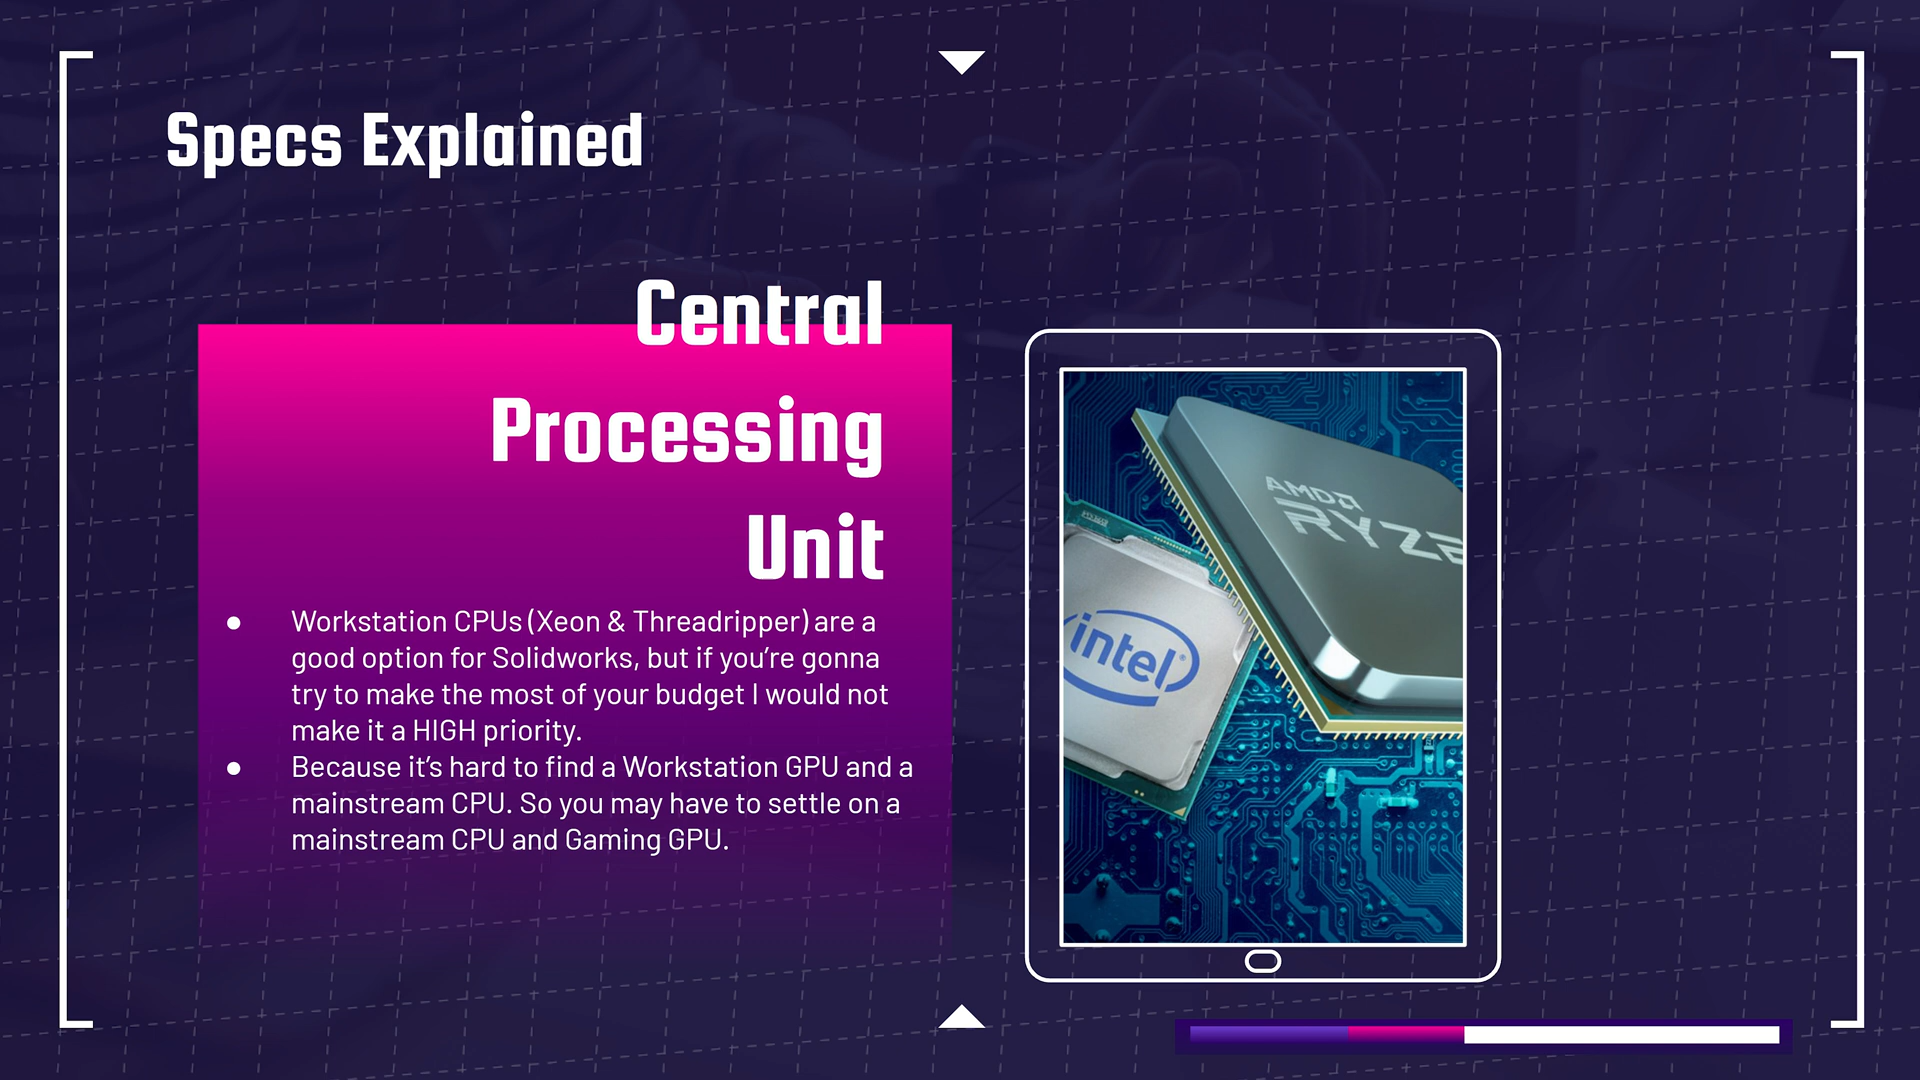 Specs Explained
Central
Processing
Unit
● Workstation CPUs (Xeon & Threadripper) are a
good option for Solidworks, but if you’re gonna
try to make the most of your budget I would not
make it a HIGH priority.
● Because it’s hard to find a Workstation GPU and a
mainstream CPU. So you may have to settle on a
mainstream CPU and Gaming GPU.
AMD
RYZE
intel